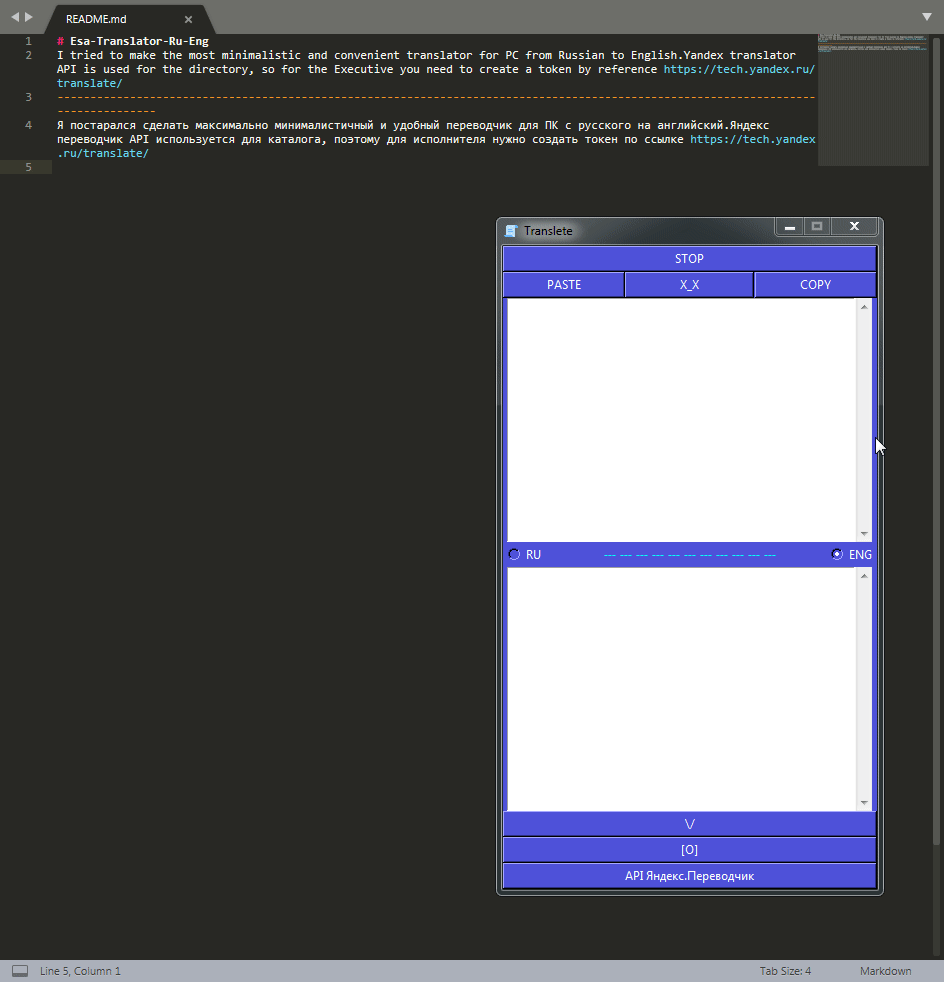 README.md
1 # Esa-Translator-Ru-Eng
2 I tried to make the most minimalistic and convenient translator for PC from Russian to English.Yandex translator
API is used for the directory, so for the Executive you need to create a token by reference https://tech.yandex.ru/
translate/
3 --------------------------------------------------------------------------------------------------------------------
---------------
4 Я постарался сделать максимально минималистичный и удобный переводчик для ПК с русского на английский.Яндекс
переводчик API используется для каталога, поэтому для исполнителя нужно создать токен по ссылке https://tech.yandex
.ru/translate/
5
Translete
STOP
PASTE X_X COPY
RU --- --- --- --- --- --- --- --- --- --- --- ENG
\/
[O]
API Яндекс.Переводчик
Line 5, Column 1 Tab Size: 4 Markdown